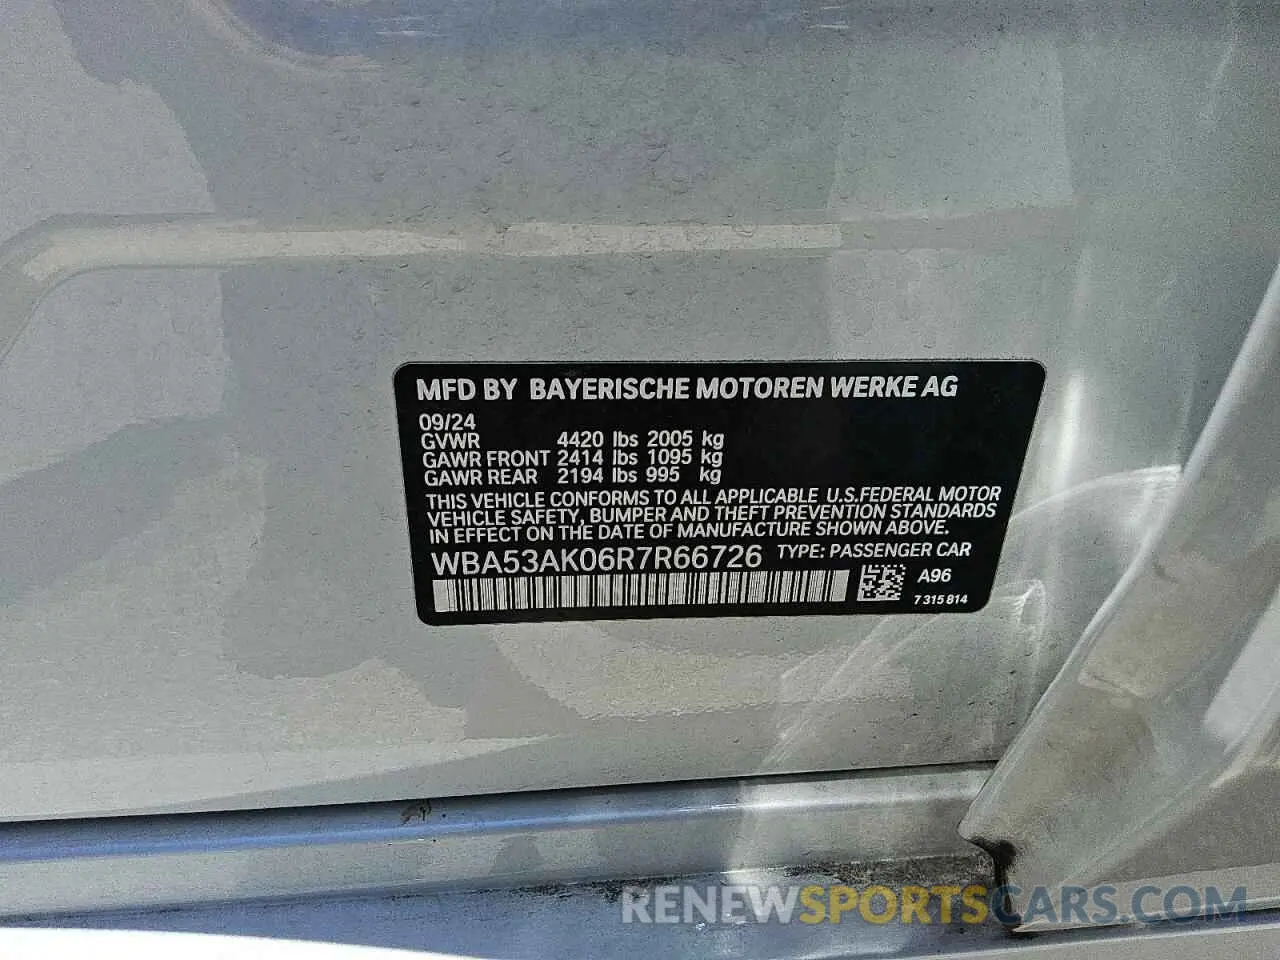 MFD BY BAYERISCHE MOTOREN WERKE AG
09/24
GVWR 4420 lbs 2005 kg
GAWR FRONT 2414 lbs 1095 kg
GAWR REAR 2194 lbs 995 kg
THIS VEHICLE CONFORMS TO ALL APPLICABLE U.S.FEDERAL MOTOR
VEHICLE SAFETY, BUMPER AND THEFT PREVENTION STANDARDS
IN EFFECT ON THE DATE OF MANUFACTURE SHOWN ABOVE.
WBA53AK06R7R66726 TYPE: PASSENGER CAR
A96
7 315 814
RENEWSPORTSCARS.COM